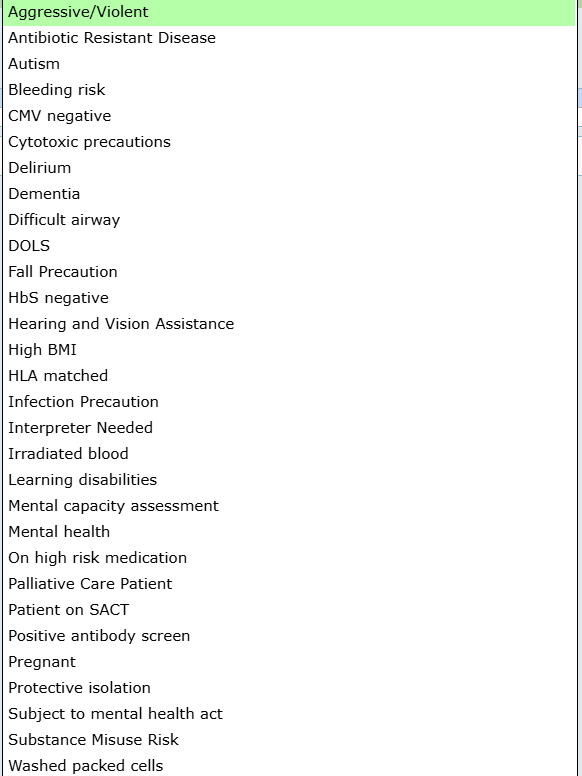 Aggressive/Violent
Antibiotic Resistant Disease
Autism
Bleeding risk
CMV negative
Cytotoxic precautions
Delirium
Dementia
Difficult airway
DOLS
Fall Precaution
HbS negative
Hearing and Vision Assistance
High BMI
HLA matched
Infection Precaution
Interpreter Needed
Irradiated blood
Learning disabilities
Mental capacity assessment
Mental health
On high risk medication
Palliative Care Patient
Patient on SACT
Positive antibody screen
Pregnant
Protective isolation
Subject to mental health act
Substance Misuse Risk
Washed packed cells